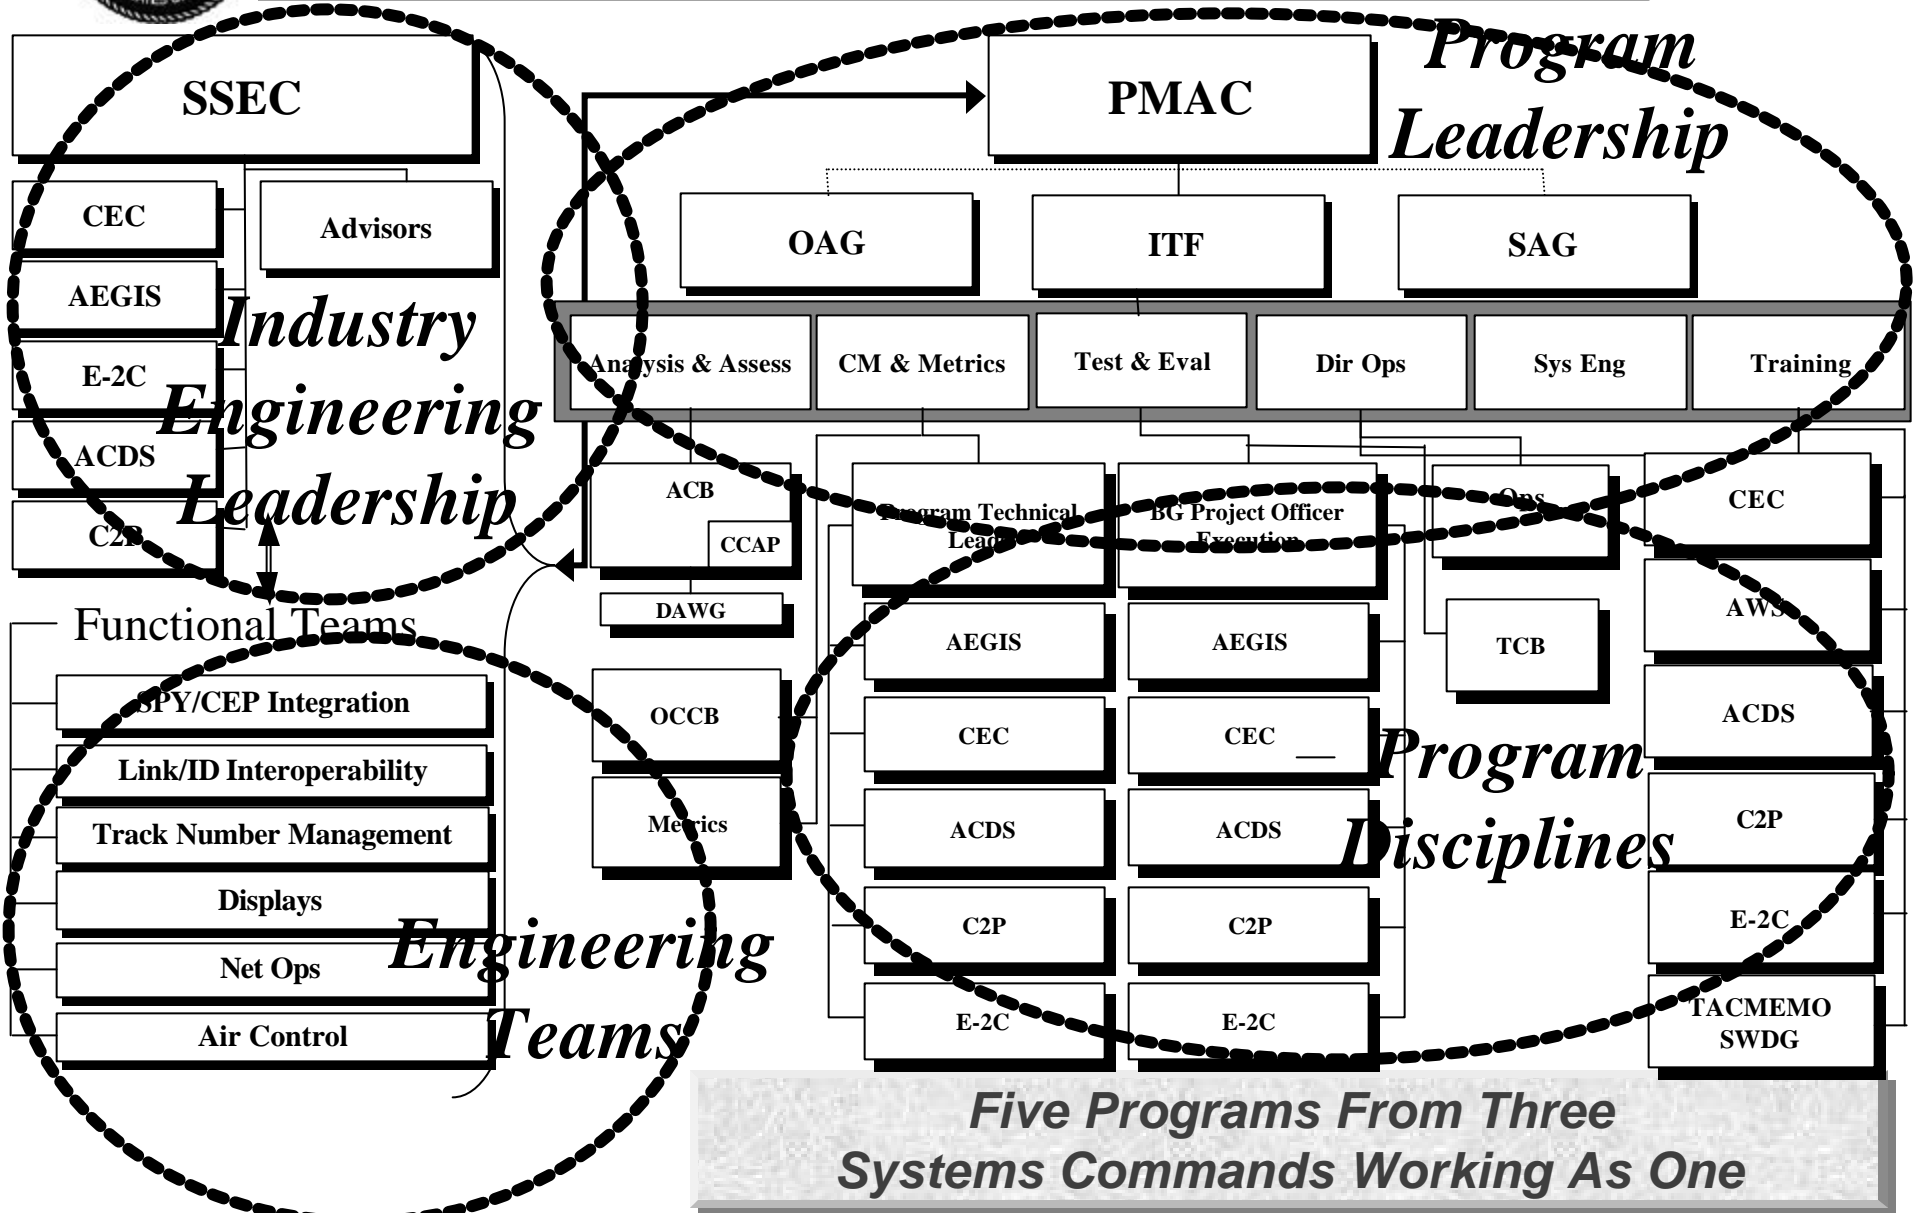 SSEC
CEC
AEGIS
E-2C
ACDS
C2P
Advisors
Industry
Engineering
Leadership
Functional Teams
SPY/CEP Integration
Link/ID Interoperability
Track Number Management
Displays
Net Ops
Air Control
Engineering
Teams
Program
Leadership
PMAC
OAG
ITF
SAG
Analysis & Assess
CM & Metrics
Test & Eval
Dir Ops
Sys Eng
Training
ACB
CCAP
DAWG
OCCB
Metrics
Program Technical
Leads
AEGIS
CEC
ACDS
C2P
E-2C
BG Project Officer
Execution
AEGIS
CEC
ACDS
C2P
E-2C
Ops
TCB
CEC
AWS
ACDS
C2P
E-2C
TACMEMO
SWDG
Program
Disciplines
Five Programs From Three
Systems Commands Working As One